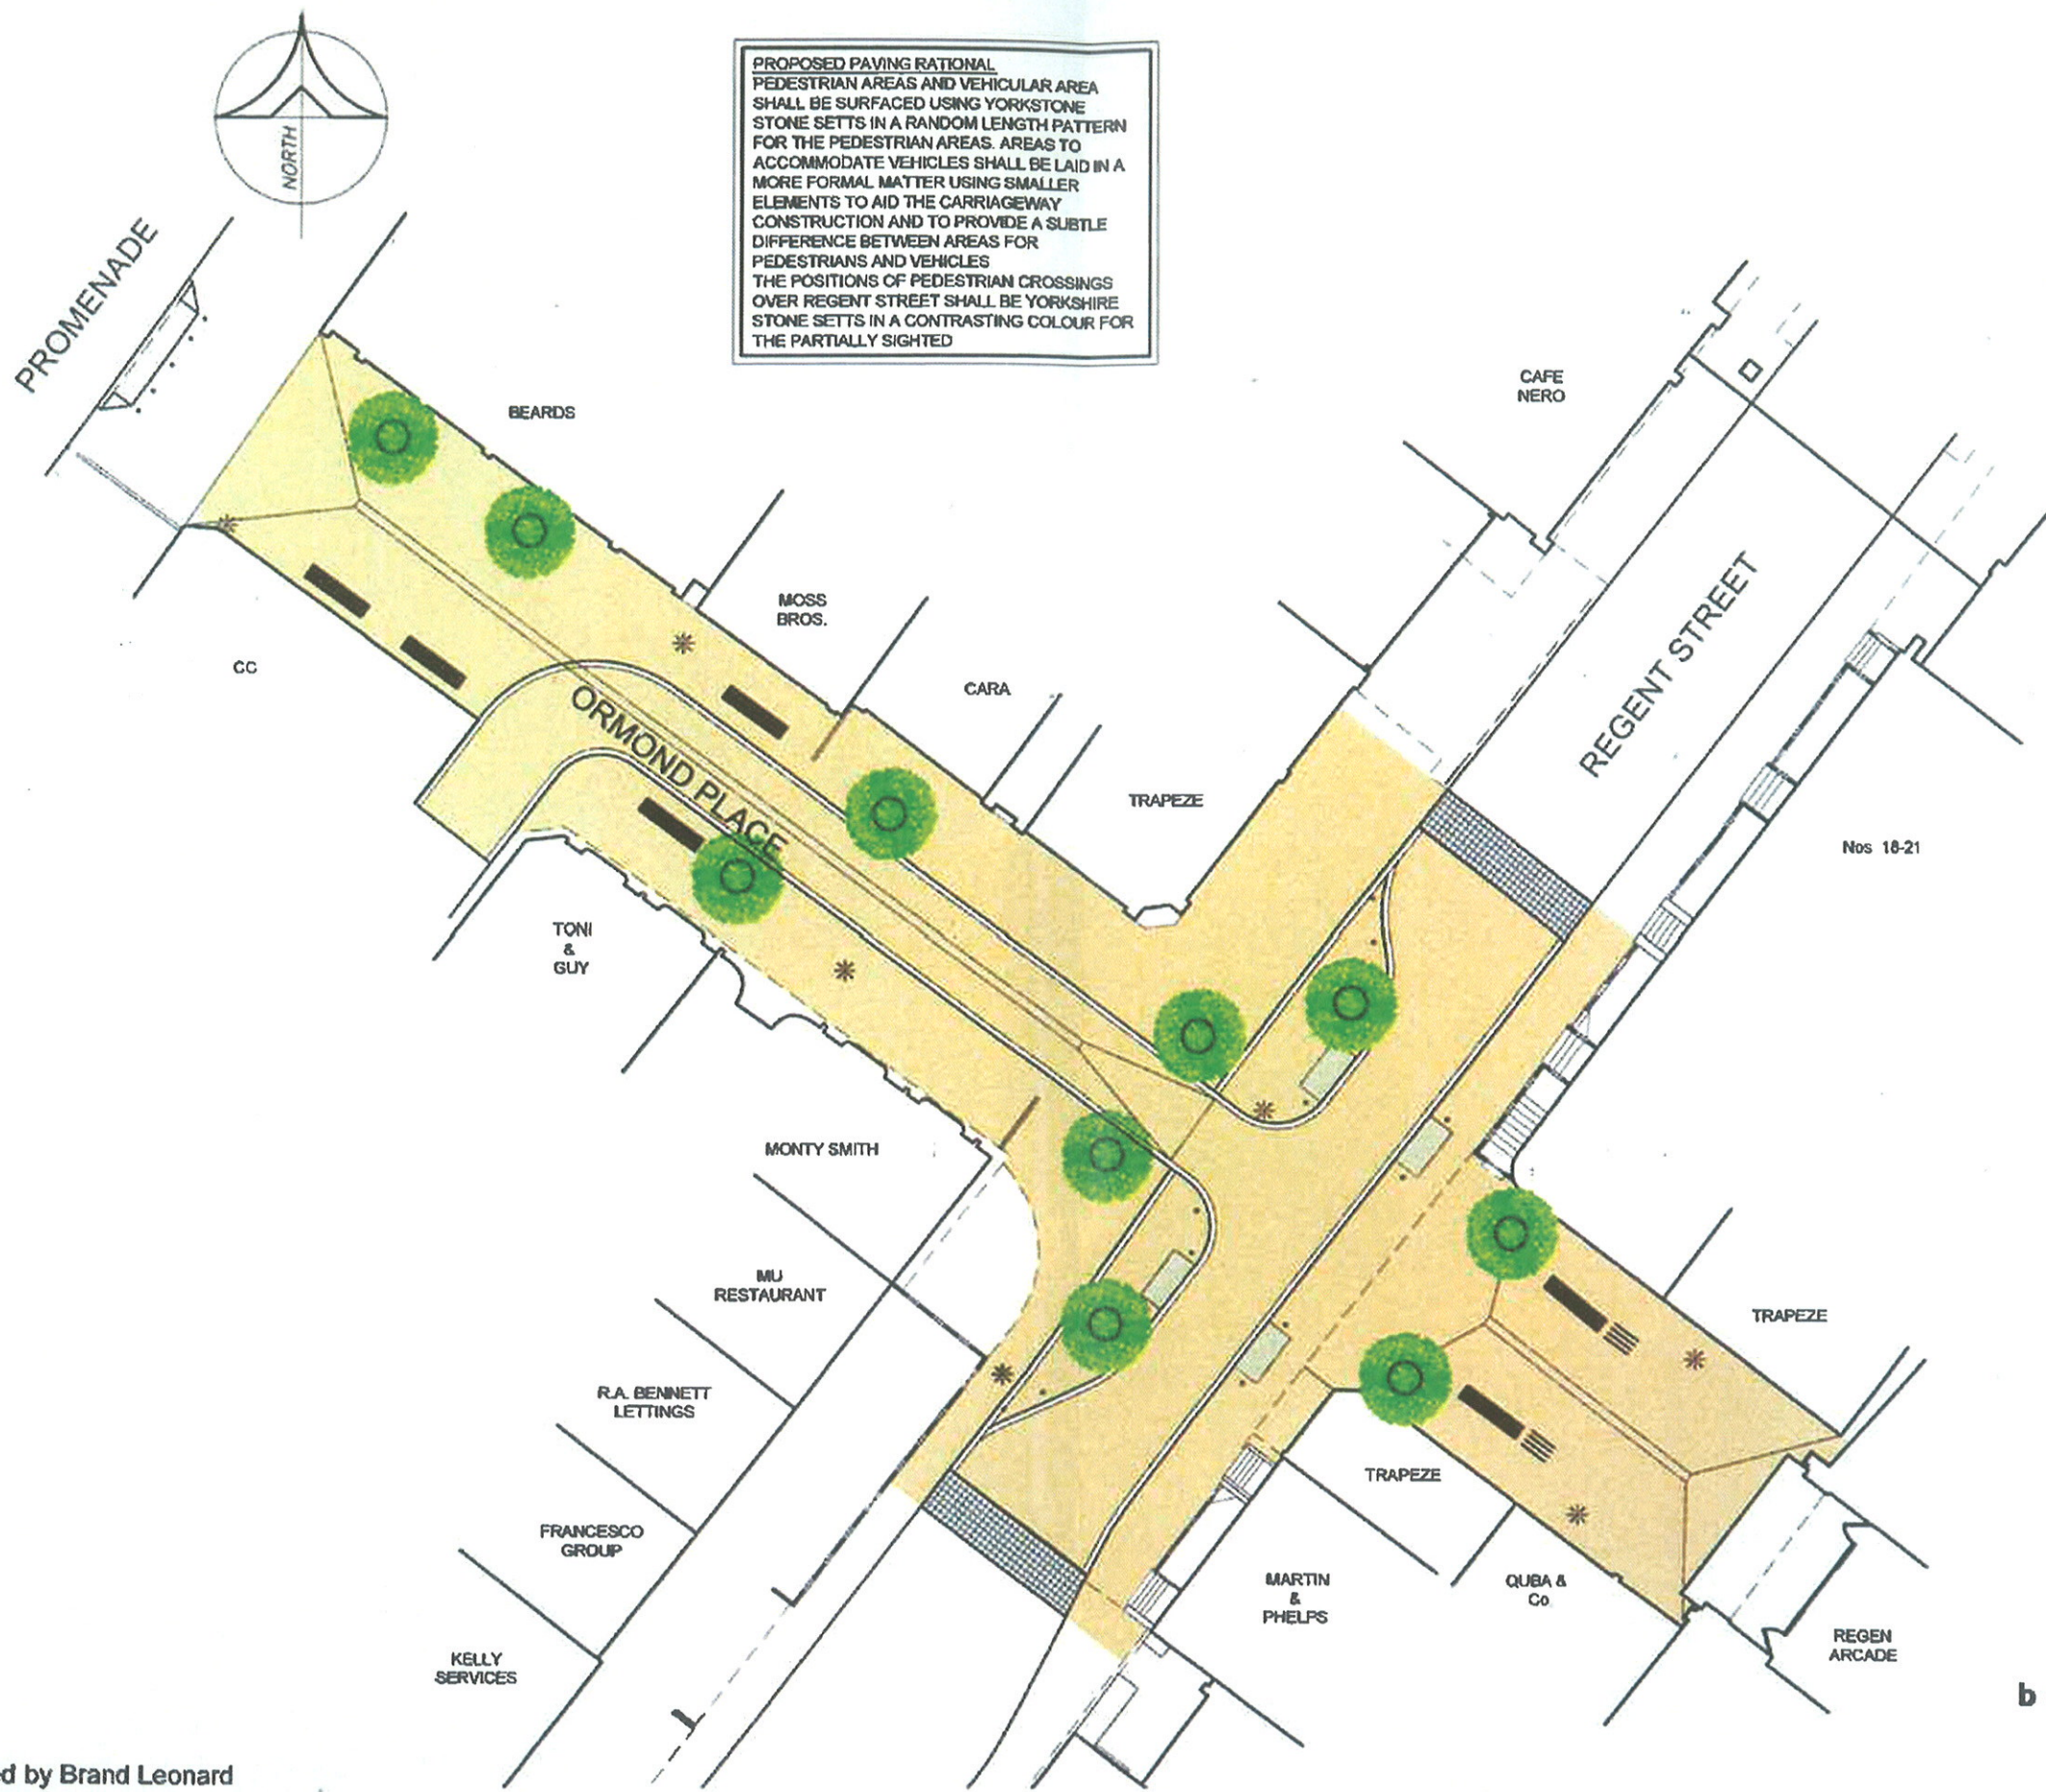 NORTH
PROPOSED PAVING RATIONAL
PEDESTRIAN AREAS AND VEHICULAR AREA
SHALL BE SURFACED USING YORKSTONE
STONE SETTS IN A RANDOM LENGTH PATTERN
FOR THE PEDESTRIAN AREAS. AREAS TO
ACCOMMODATE VEHICLES SHALL BE LAID IN A
MORE FORMAL MATTER USING SMALLER
ELEMENTS TO AID THE CARRIAGEWAY
CONSTRUCTION AND TO PROVIDE A SUBTLE
DIFFERENCE BETWEEN AREAS FOR
PEDESTRIANS AND VEHICLES
THE POSITIONS OF PEDESTRIAN CROSSINGS
OVER REGENT STREET SHALL BE YORKSHIRE
STONE SETTS IN A CONTRASTING COLOUR FOR
THE PARTIALLY SIGHTED
PROMENADE
BEARDS
CAFE
NERO
MOSS
BROS.
CC
CARA
REGENT STREET
ORMOND PLACE
TRAPEZE
Nos 18-21
TONI
&
GUY
MONTY SMITH
MU
RESTAURANT
TRAPEZE
R.A. BENNETT
LETTINGS
TRAPEZE
FRANCESCO
GROUP
MARTIN
&
PHELPS
QUBA &
Co
REGEN
ARCADE
KELLY
SERVICES
b
d by Brand Leonard